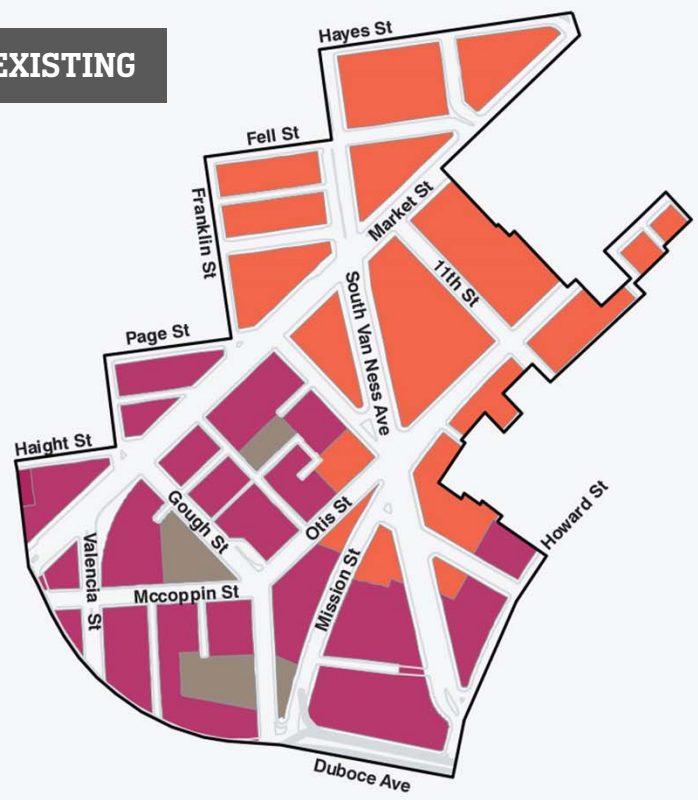 EXISTING
Hayes St
Fell St
Franklin St
Market St
11th St
South Van Ness Ave
Page St
Haight St
Gough St
Otis St
Howard St
Valencia St
Mccoppin St
Mission St
Duboce Ave